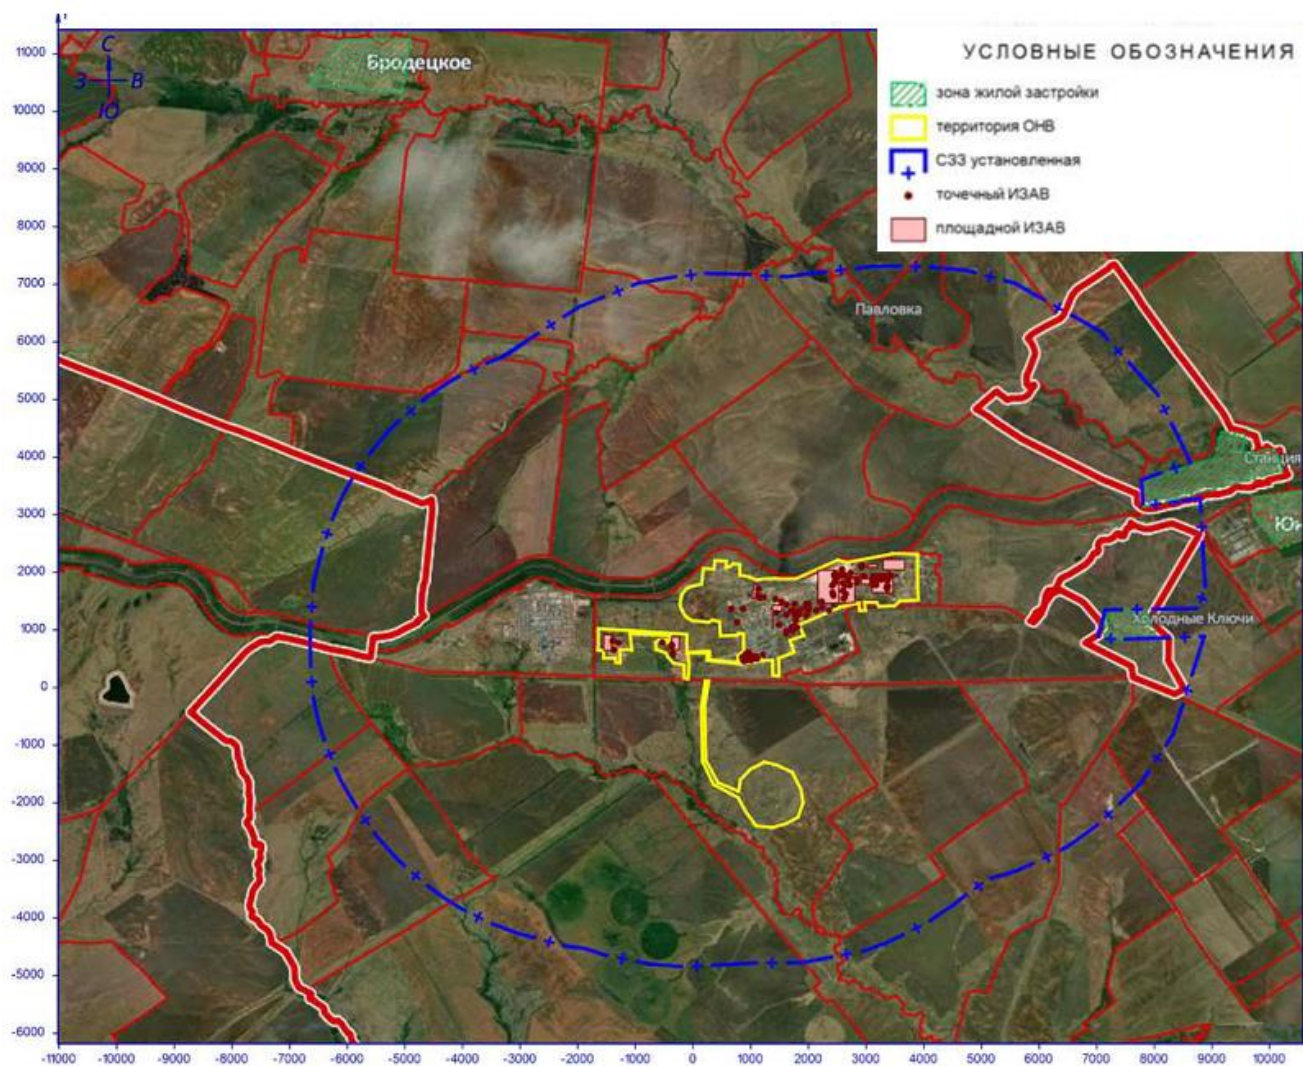 УСЛОВНЫЕ ОБОЗНАЧЕНИЯ
зона жилой застройки
территория ОНВ
СЗЗ установленная
точечный ИЗАВ
площадной ИЗАВ
С
З
В
Ю
Бродецкое
Павловка
Станция
Юн
Холодные Ключи
11000
10000
9000
8000
7000
6000
5000
4000
3000
2000
1000
0
-1000
-2000
-3000
-4000
-5000
-6000
-11000 -10000 -9000 -8000 -7000 -6000 -5000 -4000 -3000 -2000 -1000 0 1000 2000 3000 4000 5000 6000 7000 8000 9000 10000